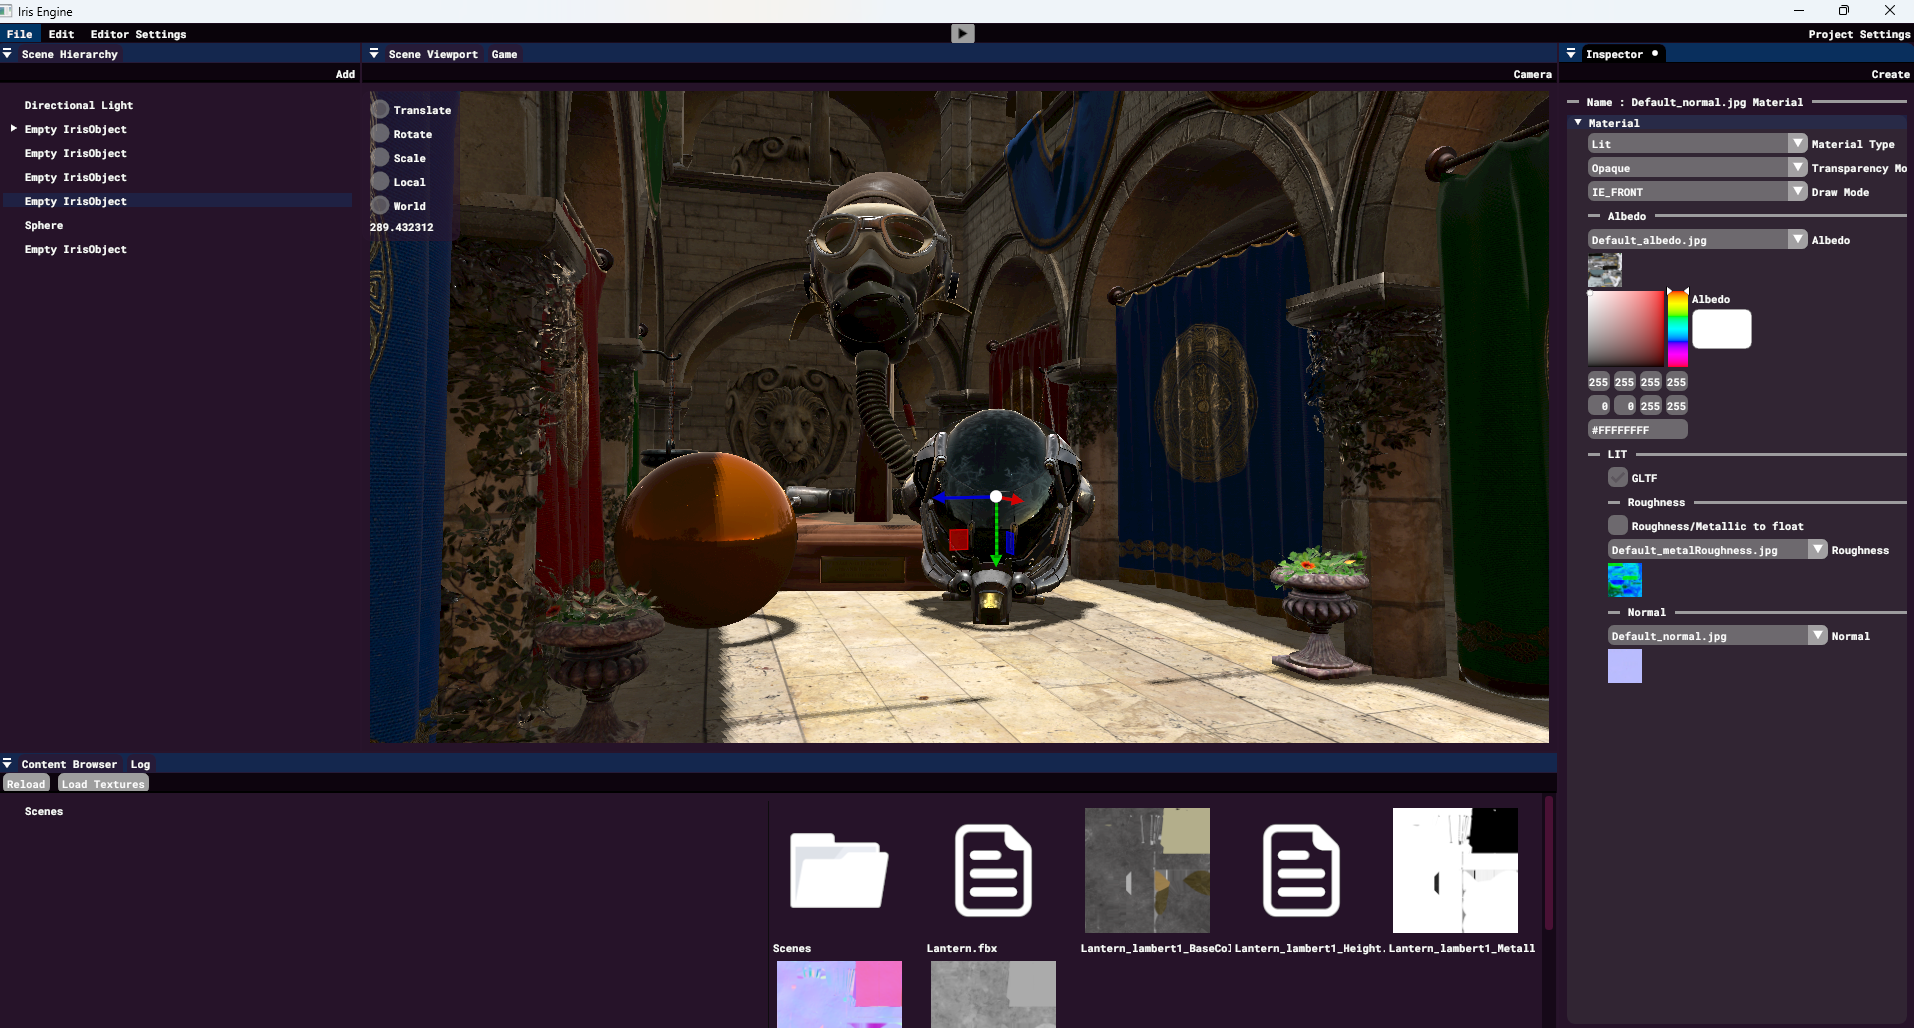 Iris Engine
File Edit Editor Settings
Project Settings
Scene Hierarchy
Add
Directional Light
Empty IrisObject
Empty IrisObject
Empty IrisObject
Empty IrisObject
Sphere
Empty IrisObject
Scene Viewport Game
Camera
Translate
Rotate
Scale
Local
World
289.432312
Inspector
Create
Name : Default_normal.jpg Material
Material
Lit Material Type
Opaque Transparency Mo
IE_FRONT Draw Mode
Albedo
Default_albedo.jpg Albedo
Albedo
255 255 255 255
0 0 255 255
#FFFFFFFF
LIT
GLTF
Roughness
Roughness/Metallic to float
Default_metalRoughness.jpg Roughness
Normal
Default_normal.jpg Normal
Content Browser Log
Reload Load Textures
Scenes
Scenes
Lantern.fbx
Lantern_lambert1_BaseCol
Lantern_lambert1_Height.
Lantern_lambert1_Metall